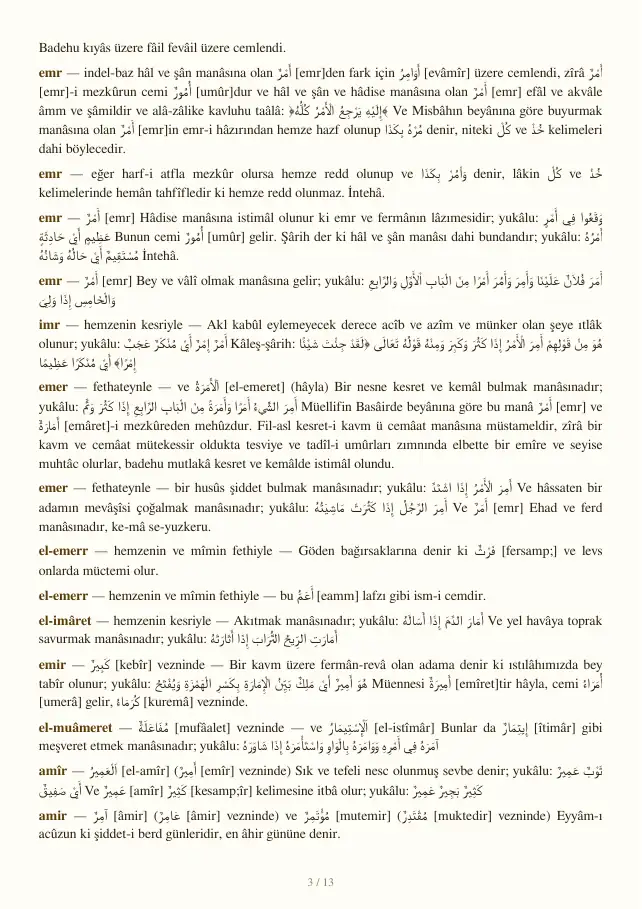 Badehu kıyâs üzere fâil fevâil üzere cemlendi.
emr — indel-baz hâl ve şân manâsına olan أَمْرٌ [emr]den fark için أَوَامِرُ [evâmîr] üzere cemlendi, zîrâ أَمْرٌ
[emr]-i mezkûrun cemi أُمُورٌ [umûr]dur ve hâl ve şân ve hâdise manâsına olan أَمْرٌ [emr] efâl ve akvâle
âmm ve şâmildir ve alâ-zâlike kavluhu taâlâ: ﴿إِلَيْهِ يَرْجِعُ الْأَمْرُ كُلُّهُ﴾ Ve Misbâhın beyânına göre buyurmak
manâsına olan أَمْرٌ [emr]in emr-i hâzırından hemze hazf olunup مُرْهُ بِكَذَا denir, niteki كُلْ ve خُذْ kelimeleri
dahi böylecedir.
emr — eğer harf-i atfla mezkûr olursa hemze redd olunup ve وَأْمُرْ بِكَذَا denir, lâkin كُلْ ve خُذْ
kelimelerinde hemân tahfîfledir ki hemze redd olunmaz. İntehâ.
emr — أَمْرٌ [emr] Hâdise manâsına istimâl olunur ki emr ve fermânın lâzımesidir; yukâlu: وَقَعُوا فِي أَمْرٍ
عَظِيمٍ أَيْ حَادِثَةٍ Bunun cemi أُمُورٌ [umûr] gelir. Şârih der ki hâl ve şân manâsı dahi bundandır; yukâlu: أَمْرُهُ
مُسْتَقِيمٌ أَيْ حَالُهُ وَشَانُهُ İntehâ.
emr — أَمْرٌ [emr] Bey ve vâlî olmak manâsına gelir; yukâlu: أَمَرَ فُلاَنٌ عَلَيْنَا وَأَمِرَ وَأَمُرَ أَمْرًا مِنَ الْبَابِ اْلأَوَّلِ وَالرَّابِعِ
وَالْخَامِسِ إِذَا وَلِيَ
imr — hemzenin kesriyle — Akl kabûl eylemeyecek derece acîb ve azîm ve münker olan şeye ıtlâk
olunur; yukâlu: أَمْرٌ إِمْرٌ أَيْ مُنْكَرٌ عَجَبٌ Kâleş-şârih: هُوَ مِنْ قَوْلِهِمْ أَمِرَ الْأَمْرُ إِذَا كَثُرَ وَكَبِرَ وَمِنْهُ قَوْلُهُ تَعَالَى ﴿لَقَدْ جِئْتَ شَيْئًا
إِمْرًا﴾ أَيْ مُنْكَرًا عَظِيمًا
emer — fethateynle — ve اَلْأَمَرَةُ [el-emeret] (hâyla) Bir nesne kesret ve kemâl bulmak manâsınadır;
yukâlu: أَمِرَ الشَّيْءُ أَمَرًا وَأَمَرَةً مِنَ الْبَابِ الرَّابِعِ إِذَا كَثُرَ وَتَمَّ Müellifin Basâirde beyânına göre bu manâ أَمْرٌ [emr] ve
أَمَارَةٌ [emâret]-i mezkûreden mehûzdur. Fil-asl kesret-i kavm ü cemâat manâsına müstameldir, zîrâ bir
kavm ve cemâat mütekessir oldukta tesviye ve tadîl-i umûrları zımnında elbette bir emîre ve seyise
muhtâc olurlar, badehu mutlakâ kesret ve kemâlde istimâl olundu.
emer — fethateynle — bir husûs şiddet bulmak manâsınadır; yukâlu: أَمِرَ الْأَمْرُ إِذَا اشْتَدَّ Ve hâssaten bir
adamın mevâşîsi çoğalmak manâsınadır; yukâlu: أَمِرَ الرَّجُلُ إِذَا كَثُرَتْ مَاشِيَتُهُ Ve أَمَرٌ [emr] Ehad ve ferd
manâsınadır, ke-mâ se-yuzkeru.
el-emerr — hemzenin ve mîmin fethiyle — Göden bağırsaklarına denir ki فَرْثٌ [fersamp;] ve levs
onlarda müctemi olur.
el-emerr — hemzenin ve mîmin fethiyle — bu أَعَمُّ [eamm] lafzı gibi ism-i cemdir.
el-imâret — hemzenin kesriyle — Akıtmak manâsınadır; yukâlu: أَمَارَ الدَّمَ إِذَا أَسَالَهُ Ve yel havâya toprak
savurmak manâsınadır; yukâlu: أَمَارَتِ الرِّيحُ التُّرَابَ إِذَا أَثَارَتْهُ
emir — كَبِيرٌ [kebîr] vezninde — Bir kavm üzere fermân-revâ olan adama denir ki ıstılâhımızda bey
tabîr olunur; yukâlu: هُوَ أَمِيرٌ أَيْ مَلِكٌ بَيِّنُ الْإِمَارَةِ بِكَسْرِ الْهَمْزَةِ وَيُفْتَحُ Müennesi أَمِيرَةٌ [emîret]tir hâyla, cemi أُمَرَاءُ
[umerâ] gelir, كُرَمَاءُ [kuremâ] vezninde.
el-muâmeret — مُفَاعَلَةٌ [mufâalet] vezninde — ve اَلْإِسْتِيمَارُ [el-istîmâr] Bunlar da إِيتِمَارٌ [îtimâr] gibi
meşveret etmek manâsınadır; yukâlu: آمَرَهُ فِي أَمْرِهِ وَوَامَرَهُ بِالْوَاوِ وَاسْتَأْمَرَهُ إِذَا شَاوَرَهُ
amîr — اَلْعَمِيرُ [el-amîr] (أَمِيرٌ [emîr] vezninde) Sık ve tefeli nesc olunmuş sevbe denir; yukâlu: ثَوْبٌ عَمِيرٌ
أَيْ صَفِيقٌ Ve عَمِيرٌ [amîr] كَثِيرٌ [kesamp;îr] kelimesine itbâ olur; yukâlu: كَثِيرٌ بَجِيرٌ عَمِيرٌ
amir — آمِرٌ [âmir] (عَامِرٌ [âmir] vezninde) ve مُؤْتَمِرٌ [mutemir] (مُقْتَدِرٌ [muktedir] vezninde) Eyyâm-ı
acûzun ki şiddet-i berd günleridir, en âhir gününe denir.
3 / 13